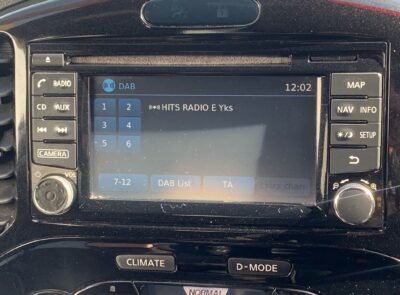 DAB 12:02
RADIO MAP
CD AUX 1 2 HITS RADIO E Yks NAV INFO
3 4 SETUP
CAMERA 5 6
VOL 7-12 DAB List TA
CLIMATE D-MODE
NORMAL